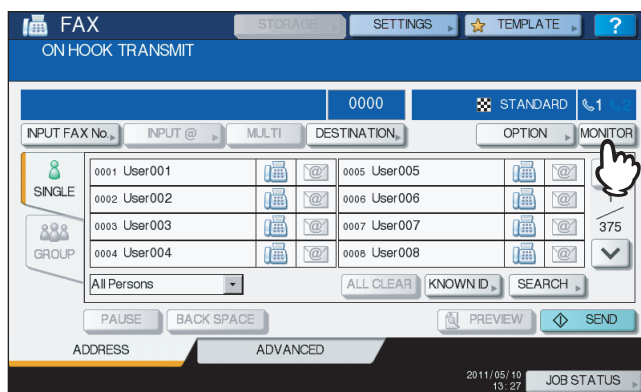 FAX STORAGE SETTINGS TEMPLATE ?
ON HOOK TRANSMIT
0000 STANDARD 1 2
INPUT FAX No. INPUT @ MULTI DESTINATION OPTION MONITOR
SINGLE
GROUP
0001 User001 0005 User005
0002 User002 0006 User006
0003 User003 0007 User007
0004 User004 0008 User008
1
375
All Persons ALL CLEAR KNOWN ID SEARCH
PAUSE BACK SPACE PREVIEW SEND
ADDRESS ADVANCED
2011/05/10
13:27 JOB STATUS